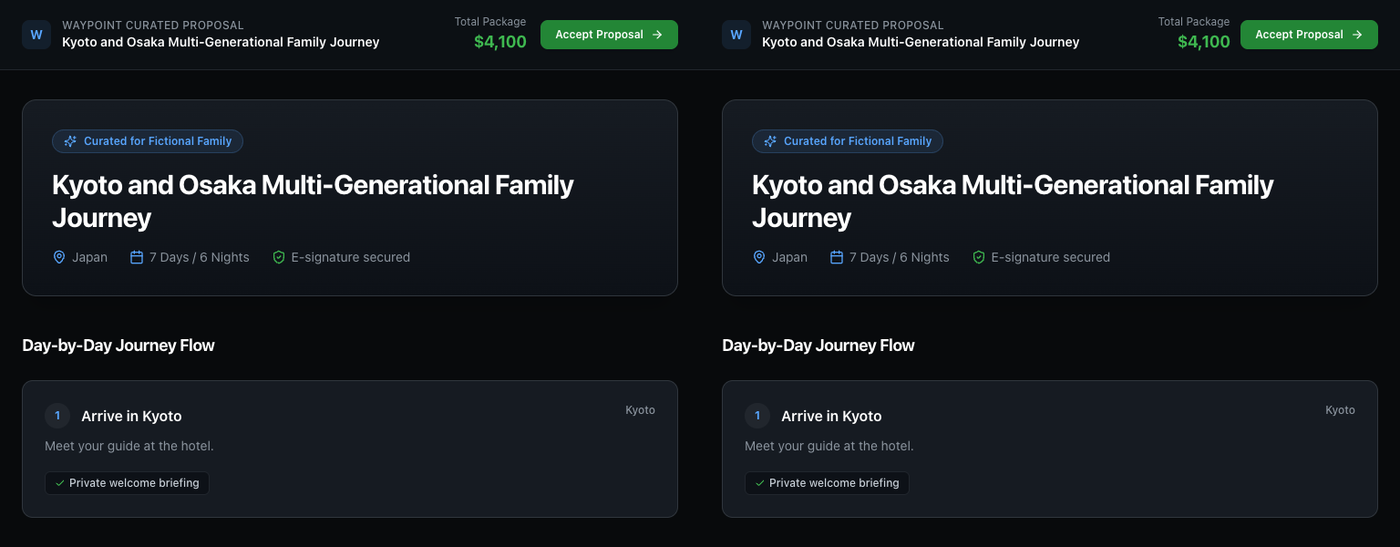 W
WAYPOINT CURATED PROPOSAL
Kyoto and Osaka Multi-Generational Family Journey
Total Package
$4,100
Accept Proposal
Curated for Fictional Family
Kyoto and Osaka Multi-Generational Family
Journey
Japan
7 Days / 6 Nights
E-signature secured
Day-by-Day Journey Flow
1
Arrive in Kyoto
Kyoto
Meet your guide at the hotel.
Private welcome briefing
W
WAYPOINT CURATED PROPOSAL
Kyoto and Osaka Multi-Generational Family Journey
Total Package
$4,100
Accept Proposal
Curated for Fictional Family
Kyoto and Osaka Multi-Generational Family
Journey
Japan
7 Days / 6 Nights
E-signature secured
Day-by-Day Journey Flow
1
Arrive in Kyoto
Kyoto
Meet your guide at the hotel.
Private welcome briefing